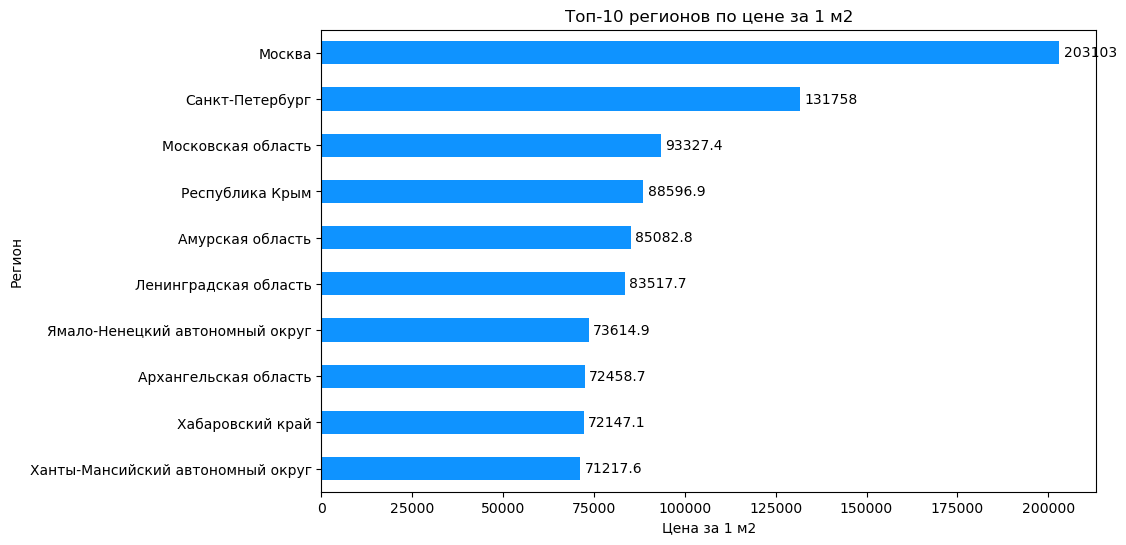 Топ-10 регионов по цене за 1 м2
Москва 203103
Санкт-Петербург 131758
Московская область 93327.4
Республика Крым 88596.9
Амурская область 85082.8
Ленинградская область 83517.7
Ямало-Ненецкий автономный округ 73614.9
Архангельская область 72458.7
Хабаровский край 72147.1
Ханты-Мансийский автономный округ 71217.6
0 25000 50000 75000 100000 125000 150000 175000 200000
Цена за 1 м2
Регион